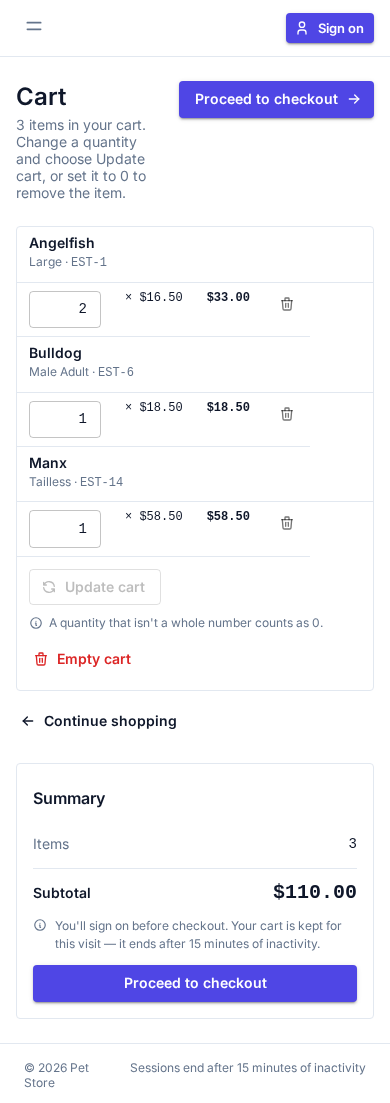 Sign on
Cart
Proceed to checkout
3 items in your cart.
Change a quantity
and choose Update
cart, or set it to 0 to
remove the item.
Angelfish
Large · EST-1
2 × $16.50 $33.00
Bulldog
Male Adult · EST-6
1 × $18.50 $18.50
Manx
Tailless · EST-14
1 × $58.50 $58.50
Update cart
A quantity that isn't a whole number counts as 0.
Empty cart
Continue shopping
Summary
Items 3
Subtotal $110.00
You'll sign on before checkout. Your cart is kept for
this visit — it ends after 15 minutes of inactivity.
Proceed to checkout
© 2026 Pet
Store
Sessions end after 15 minutes of inactivity